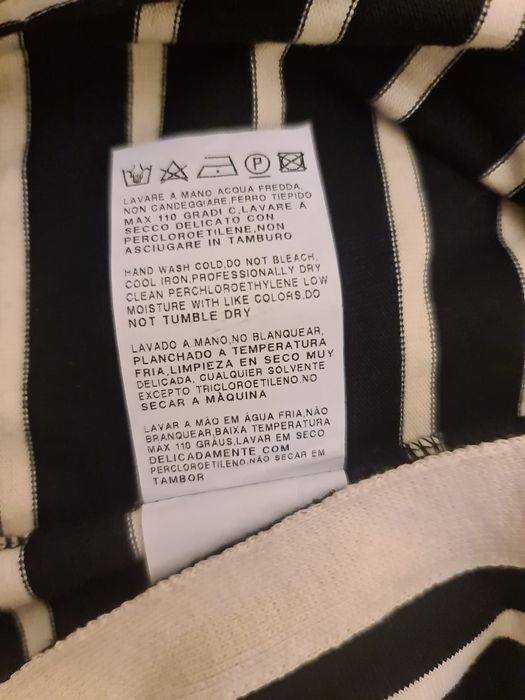 P
LAVARE A MANO ACQUA FREDDA,
NON CANDEGGIARE,FERRO TIEPIDO
MAX 110 GRADI C,LAVARE A
SECCO DELICATO CON
PERCLOROETILENE,NON
ASCIUGARE IN TAMBURO
HAND WASH COLD,DO NOT BLEACH,
COOL IRON,PROFESSIONALLY DRY
CLEAN PERCHLOROETHYLENE LOW
MOISTURE WITH LIKE COLORS,DO
NOT TUMBLE DRY
LAVADO A MANO,NO BLANQUEAR,
PLANCHADO A TEMPERATURA
FRIA,LIMPIEZA EN SECO MUY
DELICADA, CUALQUIER SOLVENTE
EXCEPTO TRICLOROETILENO,NO
SECAR A MÀQUINA
LAVAR A MÃO EM ÁGUA FRIA,NÃO
BRANQUEAR,BAIXA TEMPERATURA
MAX 110 GRAUS,LAVAR EM SECO
DELICADAMENTE COM
PERCLOROETILENO.NÃO SECAR EM
TAMBOR